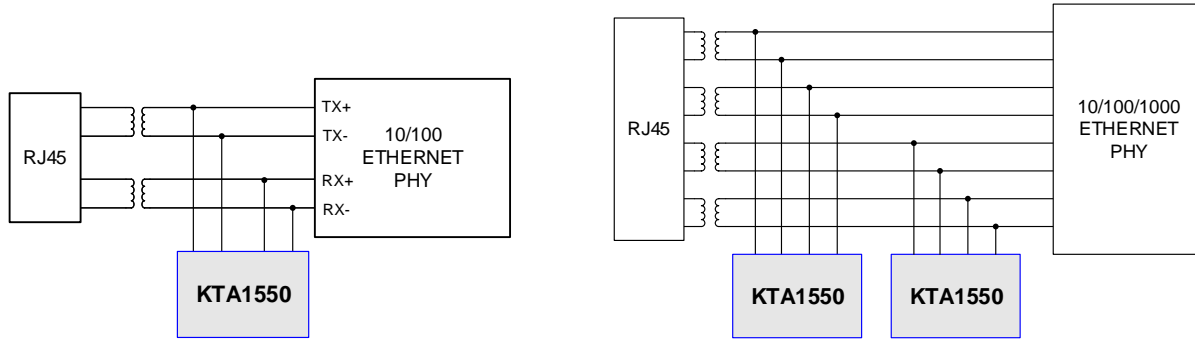 RJ45
TX+
TX-
RX+
RX-
10/100
ETHERNET
PHY
KTA1550
RJ45
10/100/1000
ETHERNET
PHY
KTA1550
KTA1550